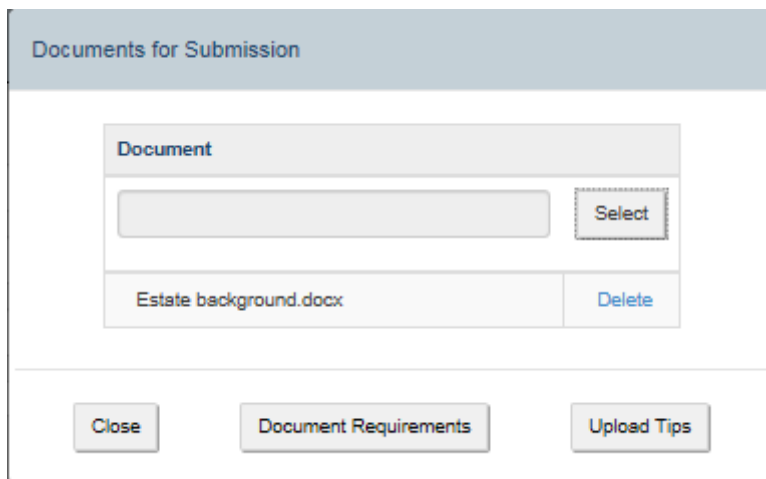 Documents for Submission
Document
Select
Estate background.docx Delete
Close Document Requirements Upload Tips